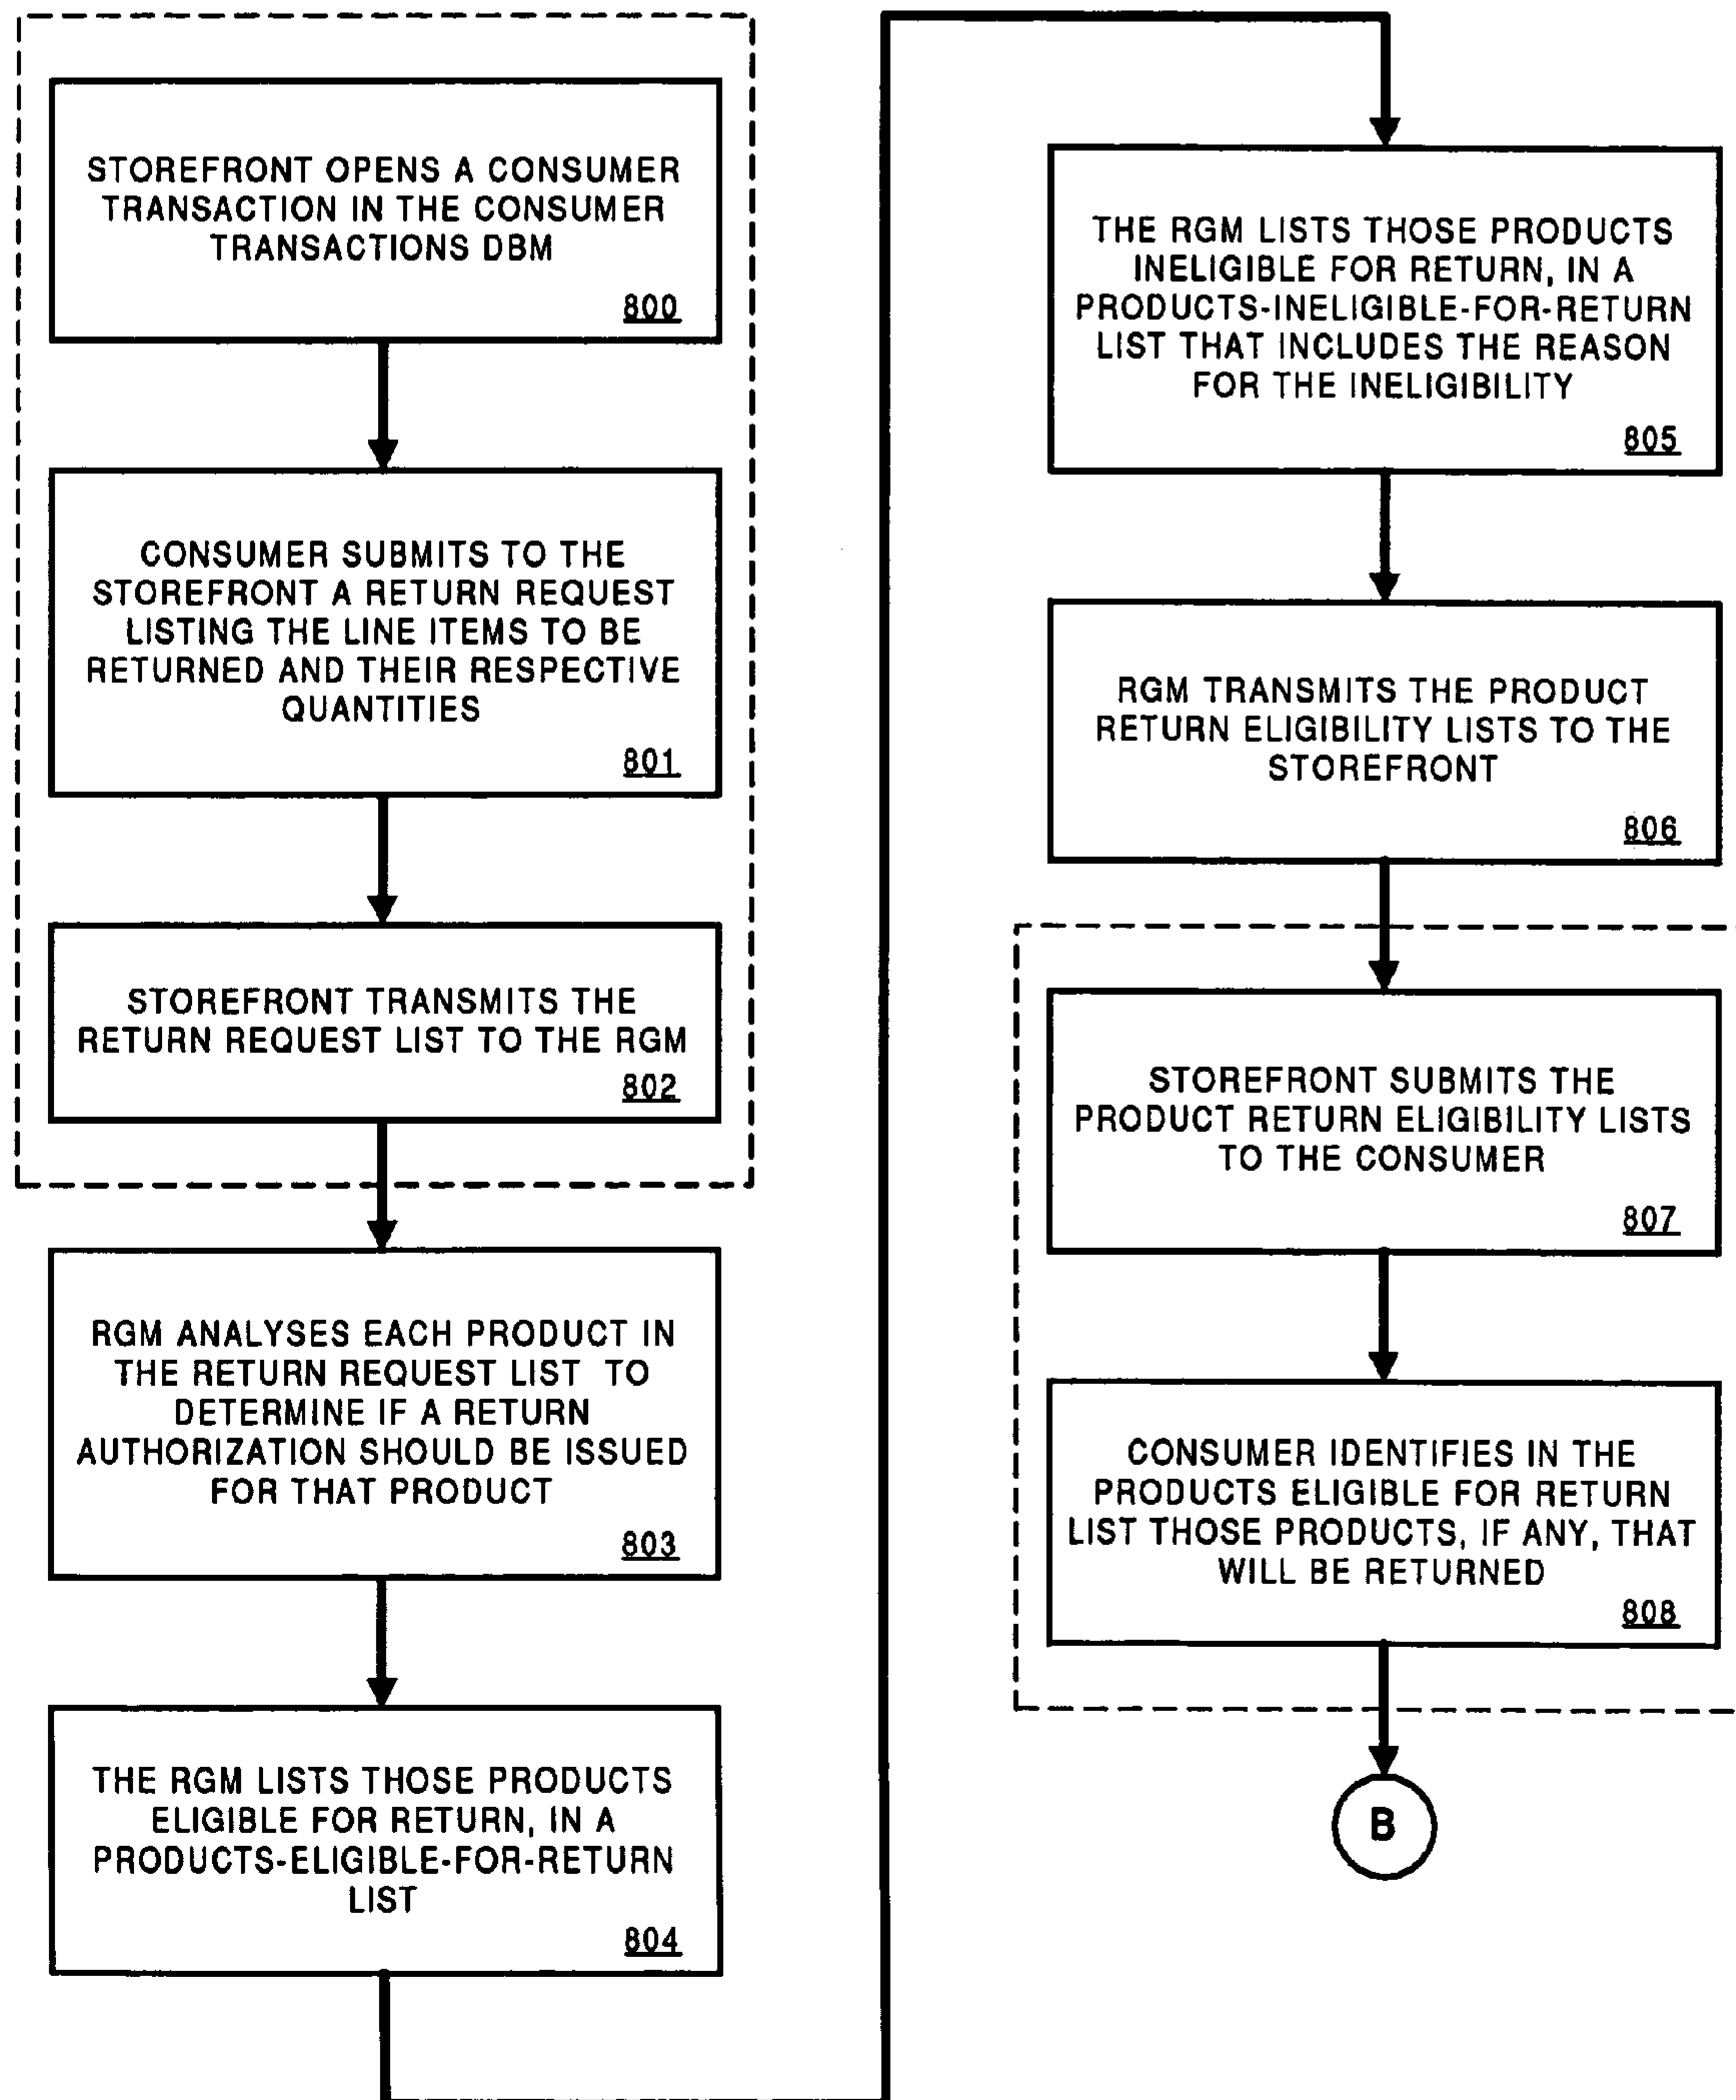 STOREFRONT OPENS A CONSUMER
TRANSACTION IN THE CONSUMER
TRANSACTIONS DBM
800
CONSUMER SUBMITS TO THE
STOREFRONT A RETURN REQUEST
LISTING THE LINE ITEMS TO BE
RETURNED AND THEIR RESPECTIVE
QUANTITIES
801
STOREFRONT TRANSMITS THE
RETURN REQUEST LIST TO THE RGM
802
RGM ANALYSES EACH PRODUCT IN
THE RETURN REQUEST LIST TO
DETERMINE IF A RETURN
AUTHORIZATION SHOULD BE ISSUED
FOR THAT PRODUCT
803
THE RGM LISTS THOSE PRODUCTS
ELIGIBLE FOR RETURN, IN A
PRODUCTS-ELIGIBLE-FOR-RETURN
LIST
804
THE RGM LISTS THOSE PRODUCTS
INELIGIBLE FOR RETURN, IN A
PRODUCTS-INELIGIBLE-FOR-RETURN
LIST THAT INCLUDES THE REASON
FOR THE INELIGIBILITY
805
RGM TRANSMITS THE PRODUCT
RETURN ELIGIBILITY LISTS TO THE
STOREFRONT
806
STOREFRONT SUBMITS THE
PRODUCT RETURN ELIGIBILITY LISTS
TO THE CONSUMER
807
CONSUMER IDENTIFIES IN THE
PRODUCTS ELIGIBLE FOR RETURN
LIST THOSE PRODUCTS, IF ANY, THAT
WILL BE RETURNED
808
B